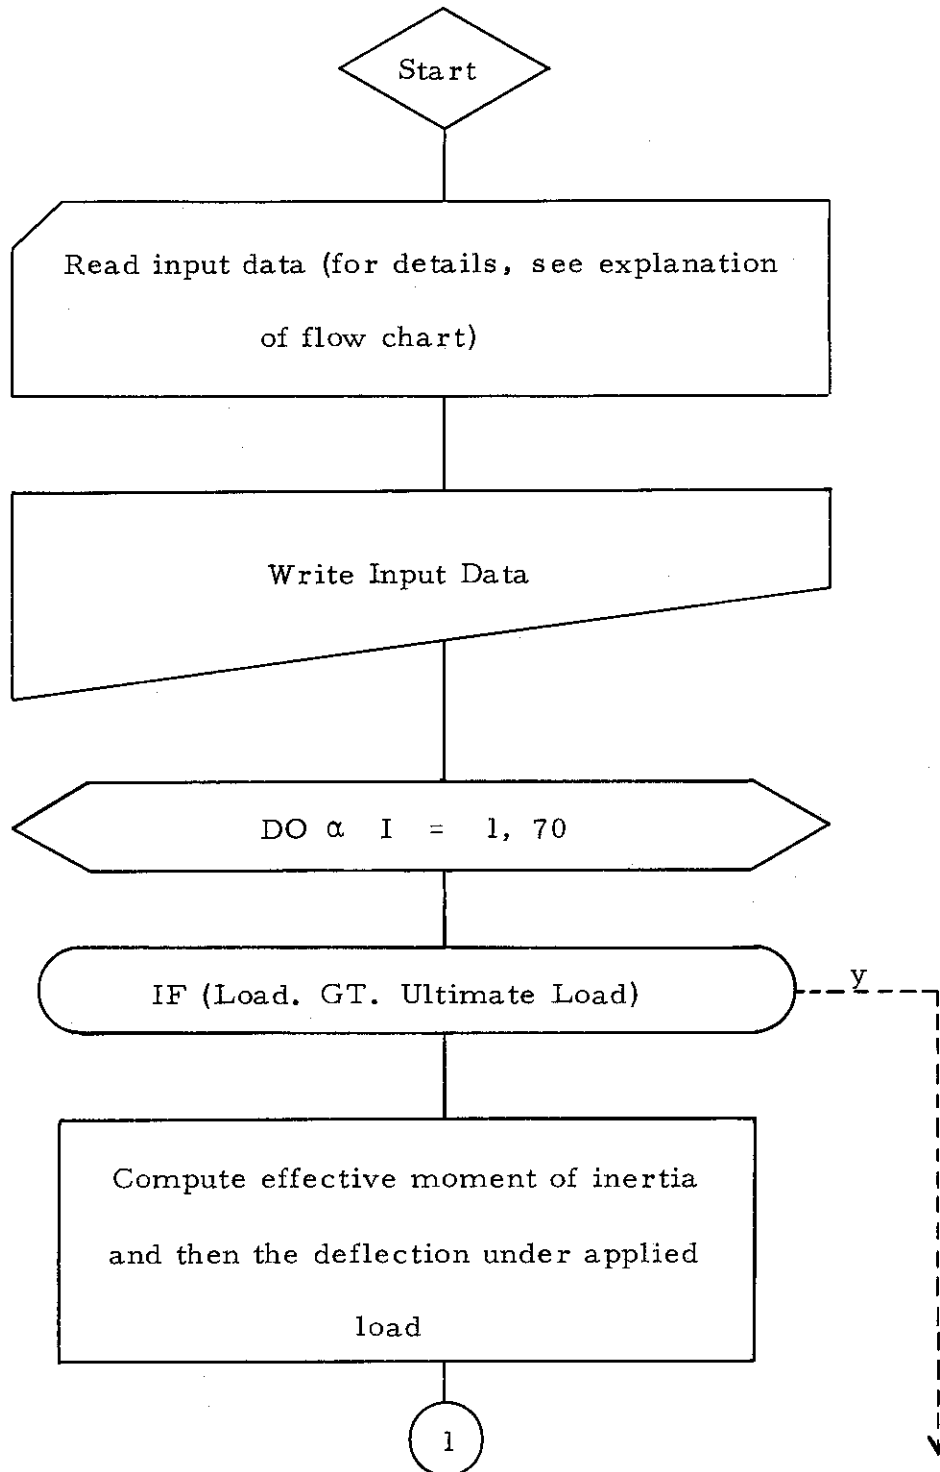 Start
Read input data (for details, see explanation
of flow chart)
Write Input Data
DO α I = 1, 70
IF (Load. GT. Ultimate Load)
y
Compute effective moment of inertia
and then the deflection under applied
load
1